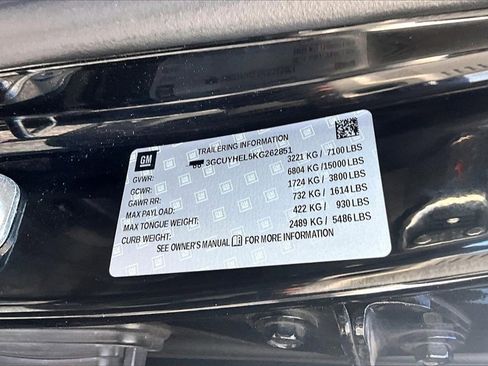 GM
TRAILERING INFORMATION
3GCUYHEL5KG262851
GVWR: 3221 KG / 7100 LBS
GCWR: 6804 KG /15000 LBS
GAWR RR: 1724 KG / 3800 LBS
MAX PAYLOAD: 732 KG / 1614 LBS
MAX TONGUE WEIGHT: 422 KG / 930 LBS
CURB WEIGHT: 2489 KG / 5486 LBS
SEE OWNER'S MANUAL FOR MORE INFORMATION